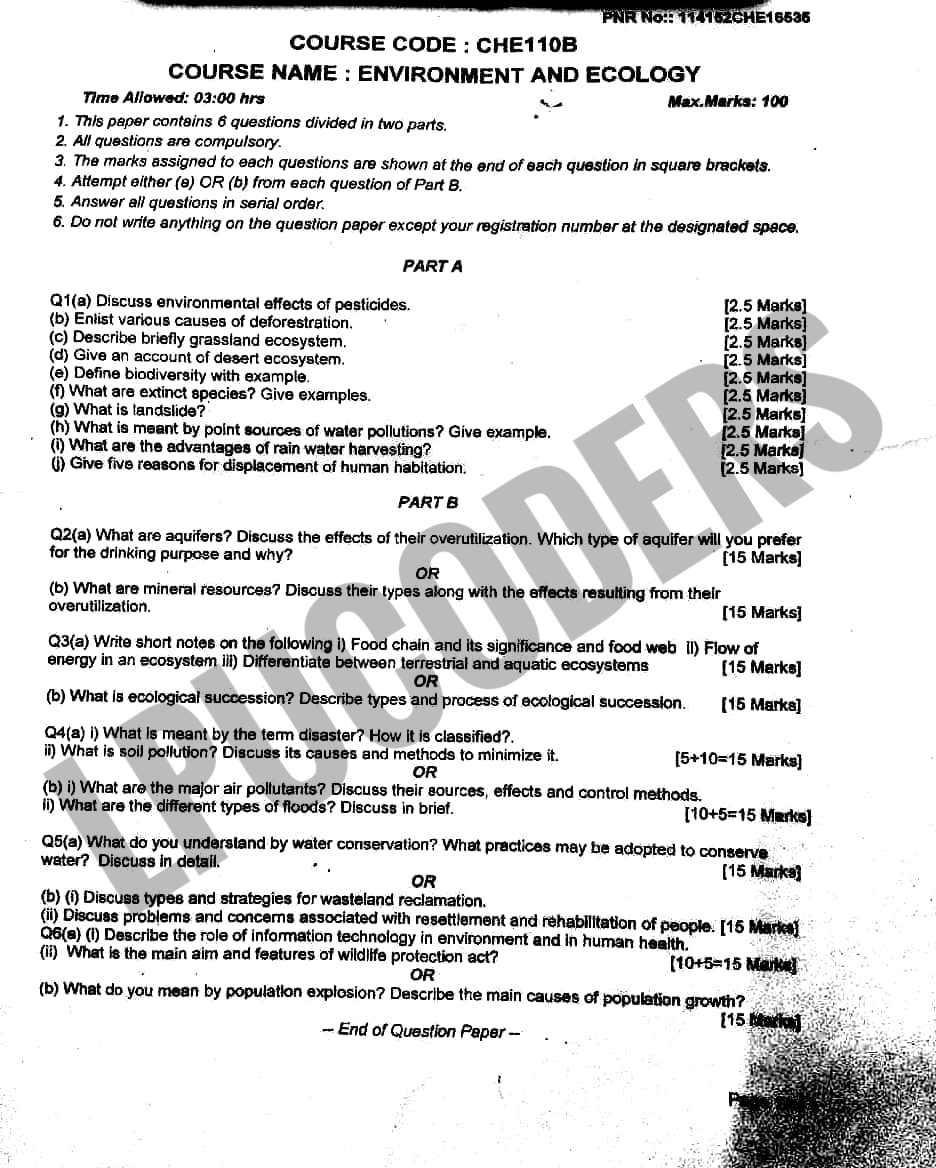 PNR No:: 114152CHE16535
COURSE CODE : CHE110B
COURSE NAME : ENVIRONMENT AND ECOLOGY
Time Allowed: 03:00 hrs Max.Marks: 100
1. This paper contains 6 questions divided in two parts.
2. All questions are compulsory.
3. The marks assigned to each questions are shown at the end of each question in square brackets.
4. Attempt either (a) OR (b) from each question of Part B.
5. Answer all questions in serial order.
6. Do not write anything on the question paper except your registration number at the designated space.
PART A
Q1(a) Discuss environmental effects of pesticides. [2.5 Marks]
(b) Enlist various causes of deforestration. [2.5 Marks]
(c) Describe briefly grassland ecosystem. [2.5 Marks]
(d) Give an account of desert ecosystem. [2.5 Marks]
(e) Define biodiversity with example. [2.5 Marks]
(f) What are extinct species? Give examples. [2.5 Marks]
(g) What is landslide? [2.5 Marks]
(h) What is meant by point sources of water pollutions? Give example. [2.5 Marks]
(i) What are the advantages of rain water harvesting? [2.5 Marks]
(j) Give five reasons for displacement of human habitation. [2.5 Marks]
PART B
Q2(a) What are aquifers? Discuss the effects of their overutilization. Which type of aquifer will you prefer
for the drinking purpose and why? [15 Marks]
OR
(b) What are mineral resources? Discuss their types along with the effects resulting from their
overutilization. [15 Marks]
Q3(a) Write short notes on the following i) Food chain and its significance and food web ii) Flow of
energy in an ecosystem iii) Differentiate between terrestrial and aquatic ecosystems [15 Marks]
OR
(b) What is ecological succession? Describe types and process of ecological succession. [15 Marks]
Q4(a) i) What is meant by the term disaster? How it is classified?.
ii) What is soil pollution? Discuss its causes and methods to minimize it. [5+10=15 Marks]
OR
(b) i) What are the major air pollutants? Discuss their sources, effects and control methods.
ii) What are the different types of floods? Discuss in brief. [10+5=15 Marks]
Q5(a) What do you understand by water conservation? What practices may be adopted to conserve
water? Discuss in detail. [15 Marks]
OR
(b) (i) Discuss types and strategies for wasteland reclamation.
(ii) Discuss problems and concerns associated with resettlement and rehabilitation of people. [15 Marks]
Q6(a) (i) Describe the role of information technology in environment and in human health.
(ii) What is the main aim and features of wildlife protection act? [10+5=15 Marks]
OR
(b) What do you mean by population explosion? Describe the main causes of population growth?
[15 Marks]
-- End of Question Paper --
LPUCODERS